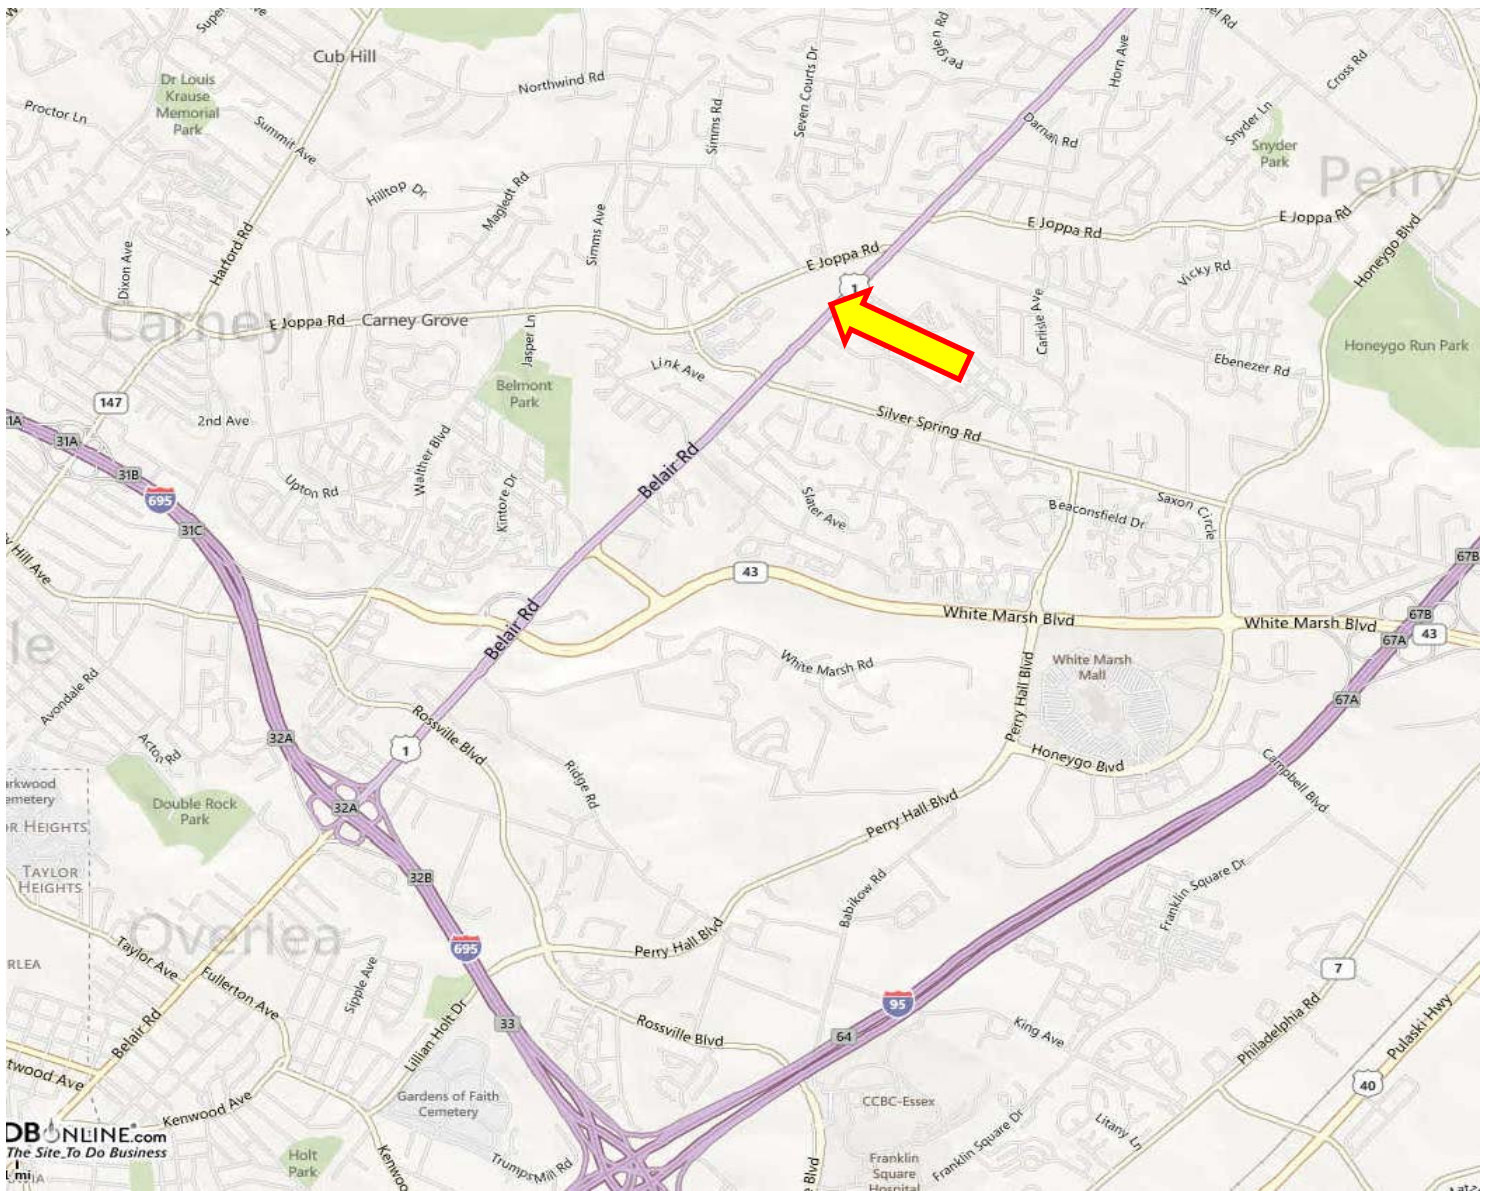 Cub Hill
Dr Louis
Krause
Memorial
Park
Proctor Ln
Summit Ave
Northwind Rd
Simms Rd
Seven Courts Dr
Horn Ave
Cross Rd
Snyder Ln
Snyder
Park
Darnall Rd
Perry
Hilltop Dr
Magledt Rd
Simms Ave
Harford Rd
Dixon Ave
E Joppa Rd
E Joppa Rd
E Joppa Rd
Honeygo Blvd
Vicky Rd
1
Carney
E Joppa Rd
Carney Grove
Jasper Ln
Carlisle Ave
Honeygo Run Park
Ebenezer Rd
Link Ave
Belmont
Park
147
2nd Ave
Silver Spring Rd
31A
31B
695
31C
Upton Rd
Walther Blvd
Kintore Dr
Belair Rd
Slater Ave
Beaconsfield Dr
Saxon Circle
Hill Ave
43
67B
White Marsh Blvd
White Marsh Blvd
67B
67A
43
Belair Rd
White Marsh Rd
White Marsh
Mall
Perry Hall Blvd
67A
Avondale Rd
Rossville Blvd
32A
1
Acton Rd
Honeygo Blvd
Campbell Blvd
Ridge Rd
Double Rock
Park
32A
Perry Hall Blvd
TAYLOR
HEIGHTS
32B
Babikow Rd
Franklin Square Dr
Overlea
695
Perry Hall Blvd
Taylor Ave
Fullerton Ave
Sipple Ave
7
Belair Rd
Lillian Holt Dr
33
Rossville Blvd
95
64
King Ave
Philadelphia Rd
Pulaski Hwy
40
Kenwood Ave
Gardens of Faith
Cemetery
CCBC-Essex
Franklin Square Dr
Litany Ln
DBONLINE.com
The Site To Do Business
mi
Holt
Park
Trumps Mill Rd
Franklin
Square
Hospital